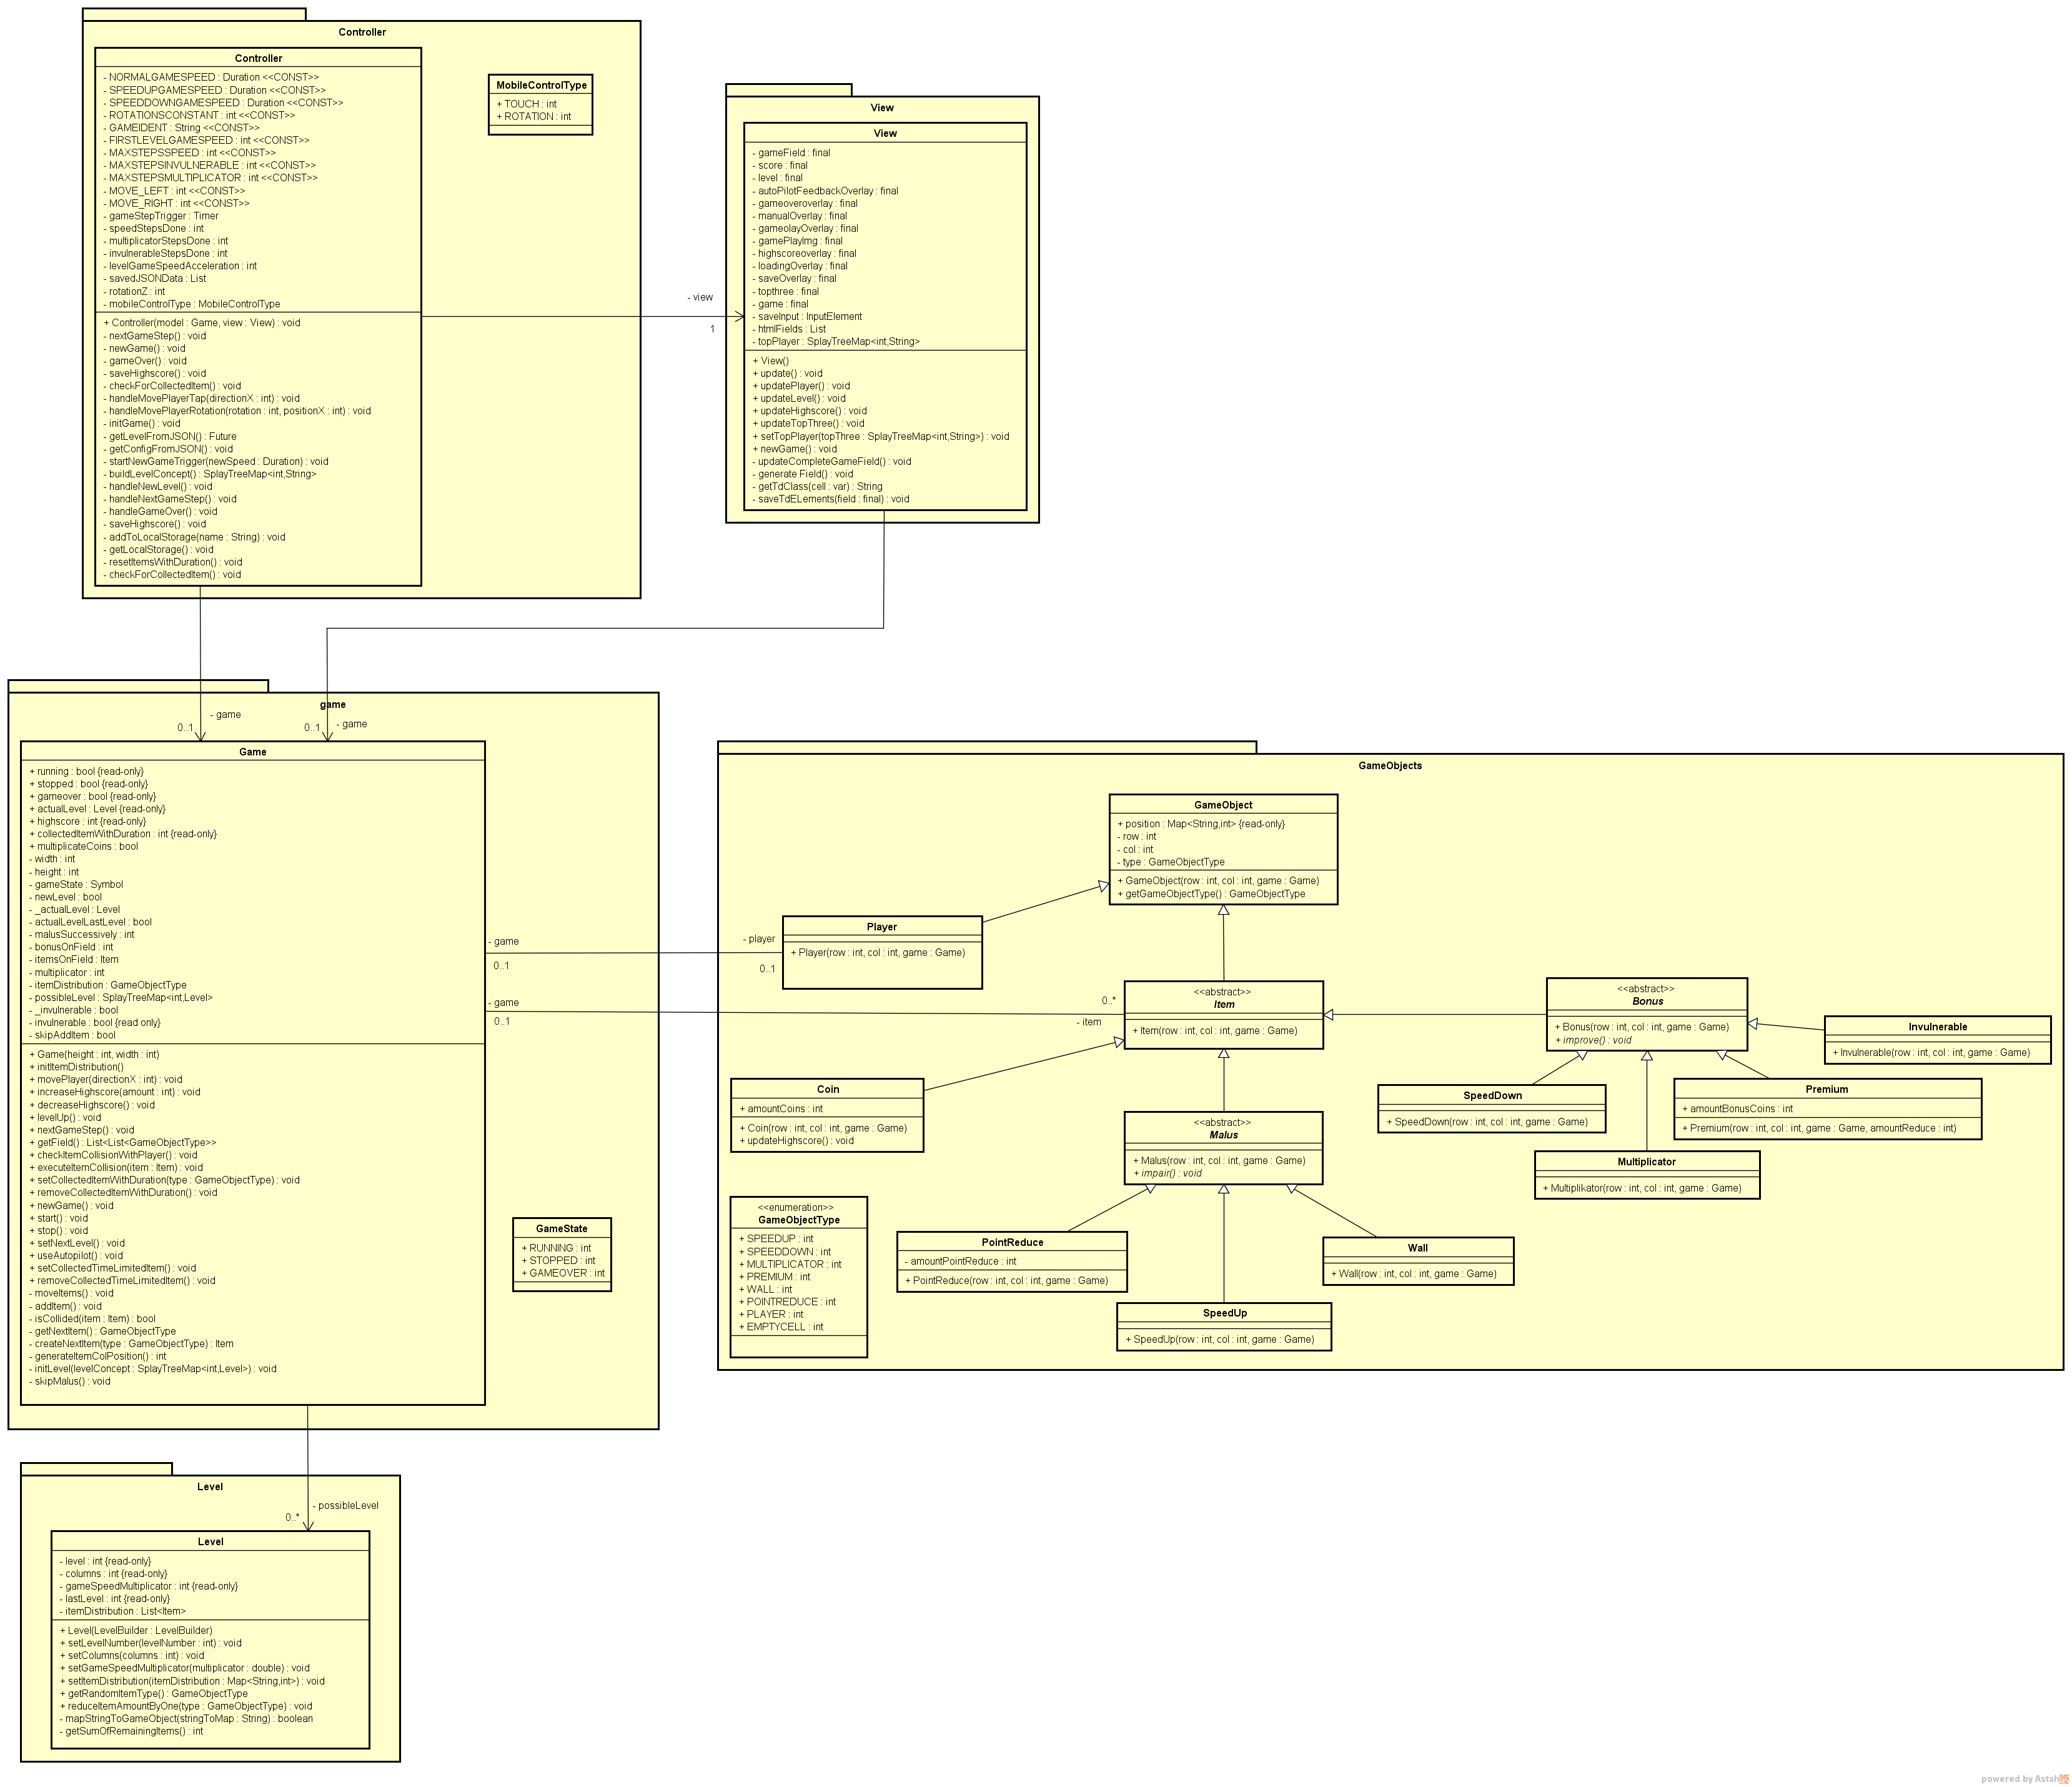 Controller
Controller
- NORMALGAMESPEED : Duration <<CONST>>
- SPEEDUPGAMESPEED : Duration <<CONST>>
- SPEEDDOWNGAMESPEED : Duration <<CONST>>
- ROTATIONSCONSTANT : int <<CONST>>
- GAMEIDENT : String <<CONST>>
- FIRSTLEVELGAMESPEED : int <<CONST>>
- MAXSTEPSSPEED : int <<CONST>>
- MAXSTEPSINVULNERABLE : int <<CONST>>
- MAXSTEPSMULTIPLICATOR : int <<CONST>>
- MOVE_LEFT : int <<CONST>>
- MOVE_RIGHT : int <<CONST>>
- gameStepTrigger : Timer
- speedStepsDone : int
- multiplicatorStepsDone : int
- invulnerableStepsDone : int
- levelGameSpeedAcceleration : int
- savedJSONData : List
- rotationZ : int
- mobileControlType : MobileControlType
+ Controller(model : Game, view : View) : void
- nextGameStep() : void
- newGame() : void
- gameOver() : void
- saveHighscore() : void
- checkForCollectedItem() : void
- handleMovePlayerTap(directionX : int) : void
- handleMovePlayerRotation(rotation : int, positionX : int) : void
- initGame() : void
- getLevelFromJSON() : Future
- getConfigFromJSON() : void
- startNewGameTrigger(newSpeed : Duration) : void
- buildLevelConcept() : SplayTreeMap<int,String>
- handleNewLevel() : void
- handleNextGameStep() : void
- handleGameOver() : void
- saveHighscore() : void
- addToLocalStorage(name : String) : void
- getLocalStorage() : void
- resetItemsWithDuration() : void
- checkForCollectedItem() : void
MobileControlType
+ TOUCH : int
+ ROTATION : int
- view
1
View
View
- gameField : final
- score : final
- level : final
- autoPilotFeedbackOverlay : final
- gameoveroverlay : final
- manualOverlay : final
- gameolayOverlay : final
- gamePlayImg : final
- highscoreoverlay : final
- loadingOverlay : final
- saveOverlay : final
- topthree : final
- game : final
- saveInput : InputElement
- htmlFields : List
- topPlayer : SplayTreeMap<int,String>
+ View()
+ update() : void
+ updatePlayer() : void
+ updateLevel() : void
+ updateHighscore() : void
+ updateTopThree() : void
+ setTopPlayer(topThree : SplayTreeMap<int,String>) : void
+ newGame() : void
- updateCompleteGameField() : void
- generate Field() : void
- getTdClass(cell : var) : String
- saveTdELements(field : final) : void
game
- game
0..1
- game
0..1
Game
+ running : bool {read-only}
+ stopped : bool {read-only}
+ gameover : bool {read-only}
+ actualLevel : Level {read-only}
+ highscore : int {read-only}
+ collectedItemWithDuration : int {read-only}
+ multiplicateCoins : bool
- width : int
- height : int
- gameState : Symbol
- newLevel : bool
- _actualLevel : Level
- actualLevelLastLevel : bool
- malusSuccessively : int
- bonusOnField : int
- itemsOnField : Item
- multiplicator : int
- itemDistribution : GameObjectType
- possibleLevel : SplayTreeMap<int,Level>
- _invulnerable : bool
- invulnerable : bool {read only}
- skipAddItem : bool
+ Game(height : int, width : int)
+ initItemDistribution()
+ movePlayer(directionX : int) : void
+ increaseHighscore(amount : int) : void
+ decreaseHighscore() : void
+ levelUp() : void
+ nextGameStep() : void
+ getField() : List<List<GameObjectType>>
+ checkItemCollisionWithPlayer() : void
+ executeItemCollision(item : Item) : void
+ setCollectedItemWithDuration(type : GameObjectType) : void
+ removeCollectedItemWithDuration() : void
+ newGame() : void
+ start() : void
+ stop() : void
+ setNextLevel() : void
+ useAutopilot() : void
+ setCollectedTimeLimitedItem() : void
+ removeCollectedTimeLimitedItem() : void
- moveItems() : void
- addItem() : void
- isCollided(item : Item) : bool
- getNextItem() : GameObjectType
- createNextItem(type : GameObjectType) : Item
- generateItemColPosition() : int
- initLevel(levelConcept : SplayTreeMap<int,Level>) : void
- skipMalus() : void
GameState
+ RUNNING : int
+ STOPPED : int
+ GAMEOVER : int
- game
0..1
- player
0..1
- game
0..1
0..*
- item
GameObjects
GameObject
+ position : Map<String,int> {read-only}
- row : int
- col : int
- type : GameObjectType
+ GameObject(row : int, col : int, game : Game)
+ getGameObjectType() : GameObjectType
Player
+ Player(row : int, col : int, game : Game)
<<abstract>>
Item
+ Item(row : int, col : int, game : Game)
<<abstract>>
Bonus
+ Bonus(row : int, col : int, game : Game)
+ improve() : void
Invulnerable
+ Invulnerable(row : int, col : int, game : Game)
Coin
+ amountCoins : int
+ Coin(row : int, col : int, game : Game)
+ updateHighscore() : void
SpeedDown
+ SpeedDown(row : int, col : int, game : Game)
Premium
+ amountBonusCoins : int
+ Premium(row : int, col : int, game : Game, amountReduce : int)
<<abstract>>
Malus
+ Malus(row : int, col : int, game : Game)
+ impair() : void
Multiplicator
+ Multiplikator(row : int, col : int, game : Game)
<<enumeration>>
GameObjectType
+ SPEEDUP : int
+ SPEEDDOWN : int
+ MULTIPLICATOR : int
+ PREMIUM : int
+ WALL : int
+ POINTREDUCE : int
+ PLAYER : int
+ EMPTYCELL : int
PointReduce
- amountPointReduce : int
+ PointReduce(row : int, col : int, game : Game)
Wall
+ Wall(row : int, col : int, game : Game)
SpeedUp
+ SpeedUp(row : int, col : int, game : Game)
Level
- possibleLevel
0..*
Level
- level : int {read-only}
- columns : int {read-only}
- gameSpeedMultiplicator : int {read-only}
- lastLevel : int {read-only}
- itemDistribution : List<Item>
+ Level(LevelBuilder : LevelBuilder)
+ setLevelNumber(levelNumber : int) : void
+ setColumns(columns : int) : void
+ setGameSpeedMultiplicator(multiplicator : double) : void
+ setItemDistribution(itemDistribution : Map<String,int>) : void
+ getRandomItemType() : GameObjectType
+ reduceItemAmountByOne(type : GameObjectType) : void
- mapStringToGameObject(stringToMap : String) : boolean
- getSumOfRemainingItems() : int
powered by Astah